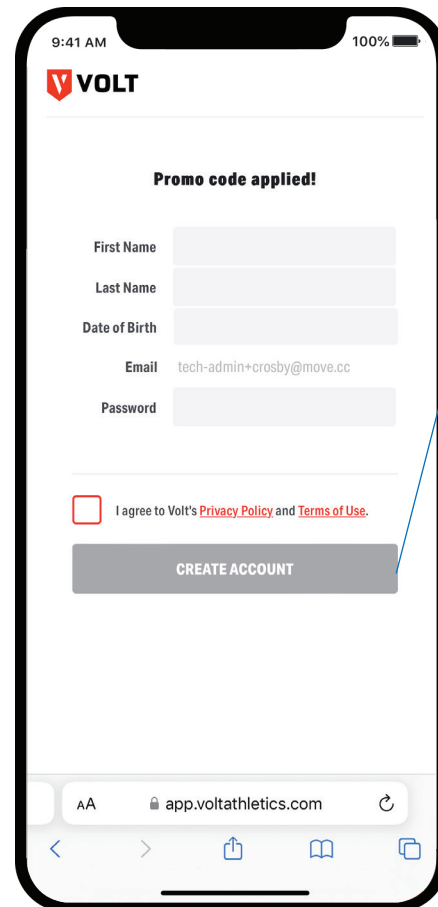 9:41 AM 100%
VOLT
Promo code applied!
First Name
Last Name
Date of Birth
Email tech-admin+crosby@move.cc
Password
I agree to Volt's Privacy Policy and Terms of Use.
CREATE ACCOUNT
AA app.voltathletics.com